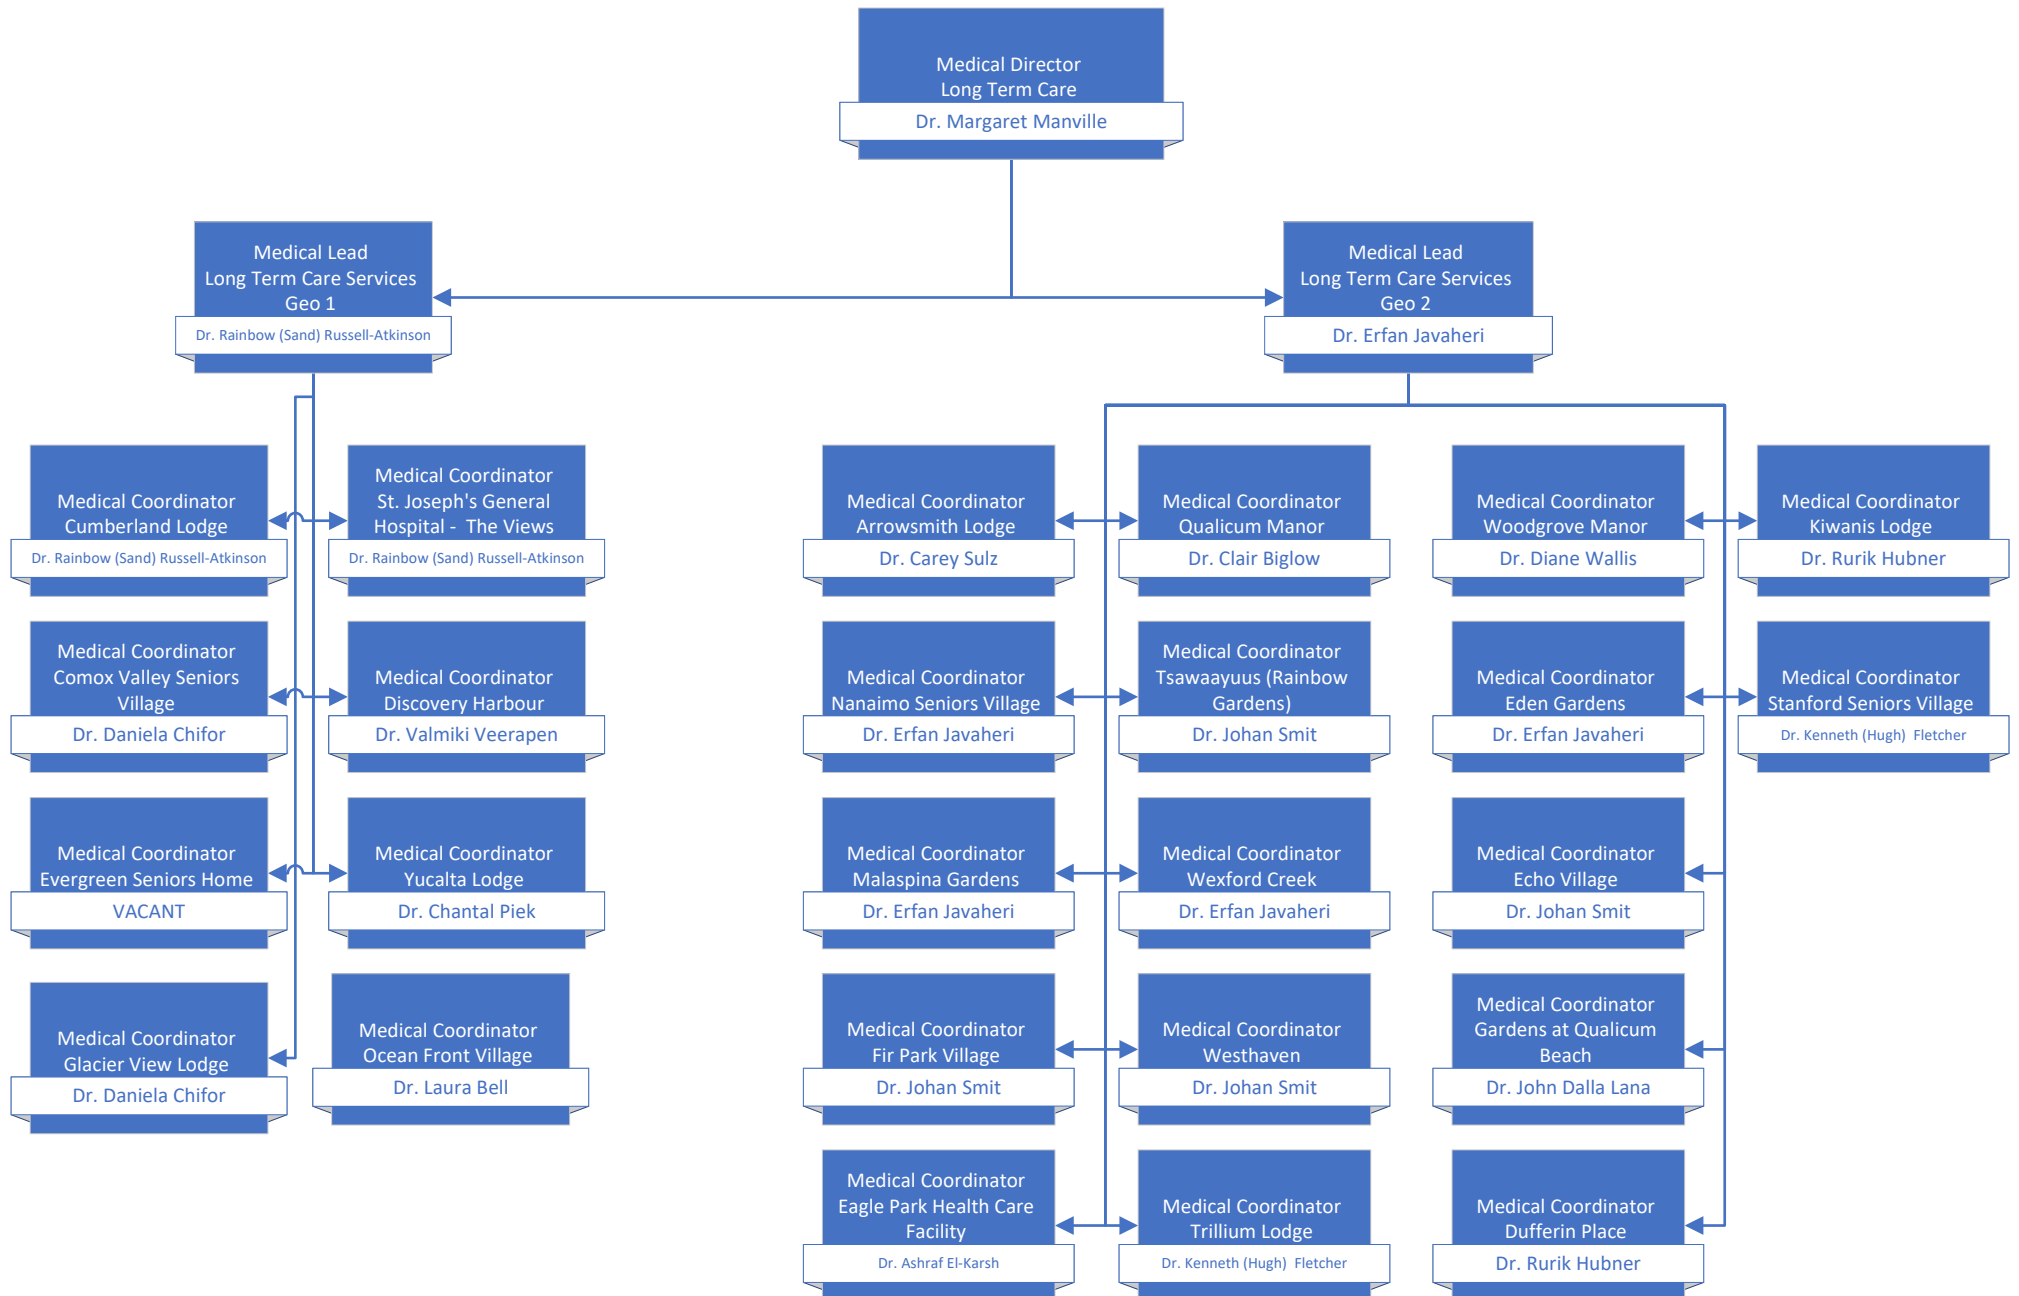 Medical Director
Long Term Care
Dr. Margaret Manville
Medical Lead
Long Term Care Services
Geo 1
Dr. Rainbow (Sand) Russell-Atkinson
Medical Lead
Long Term Care Services
Geo 2
Dr. Erfan Javaheri
Medical Coordinator
Cumberland Lodge
Dr. Rainbow (Sand) Russell-Atkinson
Medical Coordinator
St. Joseph's General
Hospital - The Views
Dr. Rainbow (Sand) Russell-Atkinson
Medical Coordinator
Arrowsmith Lodge
Dr. Carey Sulz
Medical Coordinator
Qualicum Manor
Dr. Clair Biglow
Medical Coordinator
Woodgrove Manor
Dr. Diane Wallis
Medical Coordinator
Kiwanis Lodge
Dr. Rurik Hubner
Medical Coordinator
Comox Valley Seniors
Village
Dr. Daniela Chifor
Medical Coordinator
Discovery Harbour
Dr. Valmiki Veerapen
Medical Coordinator
Nanaimo Seniors Village
Dr. Erfan Javaheri
Medical Coordinator
Tsawaayuus (Rainbow
Gardens)
Dr. Johan Smit
Medical Coordinator
Eden Gardens
Dr. Erfan Javaheri
Medical Coordinator
Stanford Seniors Village
Dr. Kenneth (Hugh) Fletcher
Medical Coordinator
Evergreen Seniors Home
VACANT
Medical Coordinator
Yucalta Lodge
Dr. Chantal Piek
Medical Coordinator
Malaspina Gardens
Dr. Erfan Javaheri
Medical Coordinator
Wexford Creek
Dr. Erfan Javaheri
Medical Coordinator
Echo Village
Dr. Johan Smit
Medical Coordinator
Glacier View Lodge
Dr. Daniela Chifor
Medical Coordinator
Ocean Front Village
Dr. Laura Bell
Medical Coordinator
Fir Park Village
Dr. Johan Smit
Medical Coordinator
Westhaven
Dr. Johan Smit
Medical Coordinator
Gardens at Qualicum
Beach
Dr. John Dalla Lana
Medical Coordinator
Eagle Park Health Care
Facility
Dr. Ashraf El-Karsh
Medical Coordinator
Trillium Lodge
Dr. Kenneth (Hugh) Fletcher
Medical Coordinator
Dufferin Place
Dr. Rurik Hubner